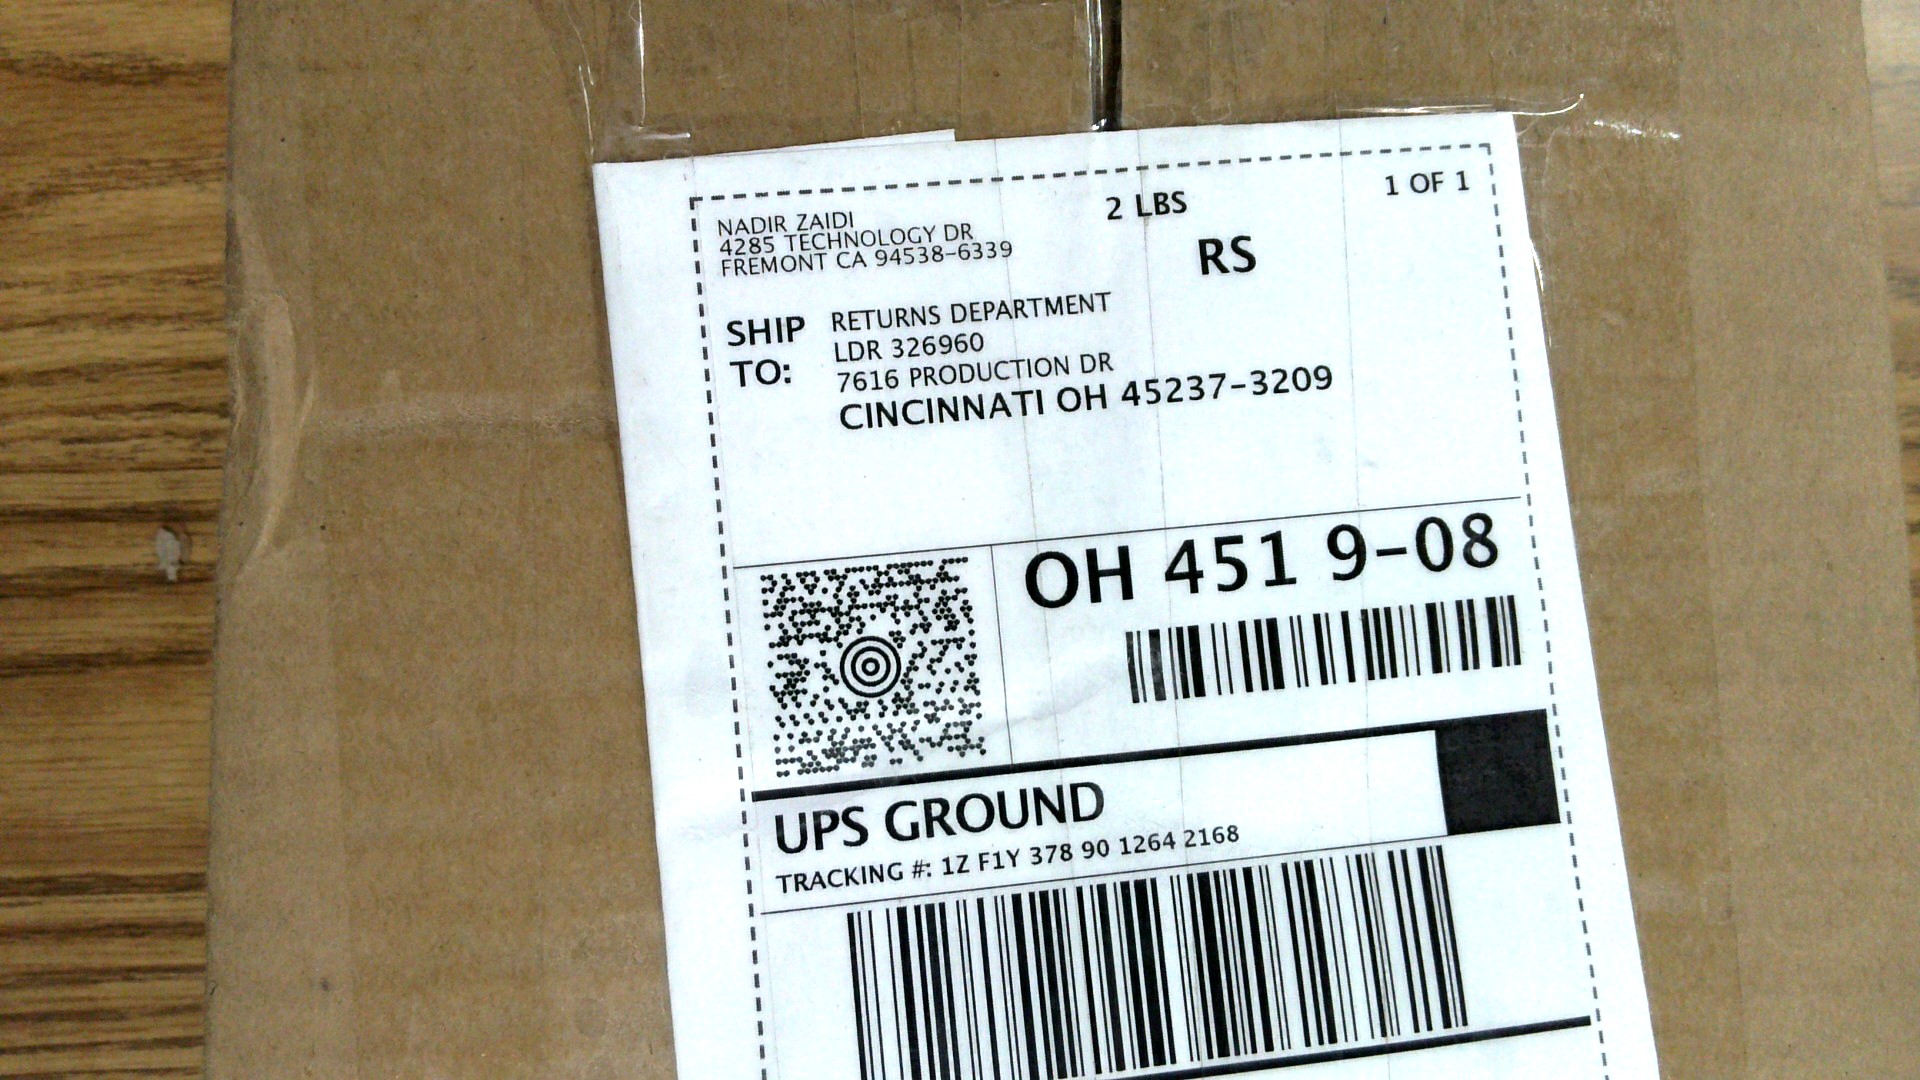 NADIR ZAIDI
4285 TECHNOLOGY DR
FREMONT CA 94538-6339
2 LBS
1 OF 1
RS
SHIP TO:
RETURNS DEPARTMENT
LDR 326960
7616 PRODUCTION DR
CINCINNATI OH 45237-3209
OH 451 9-08
UPS GROUND
TRACKING #: 1Z F1Y 378 90 1264 2168